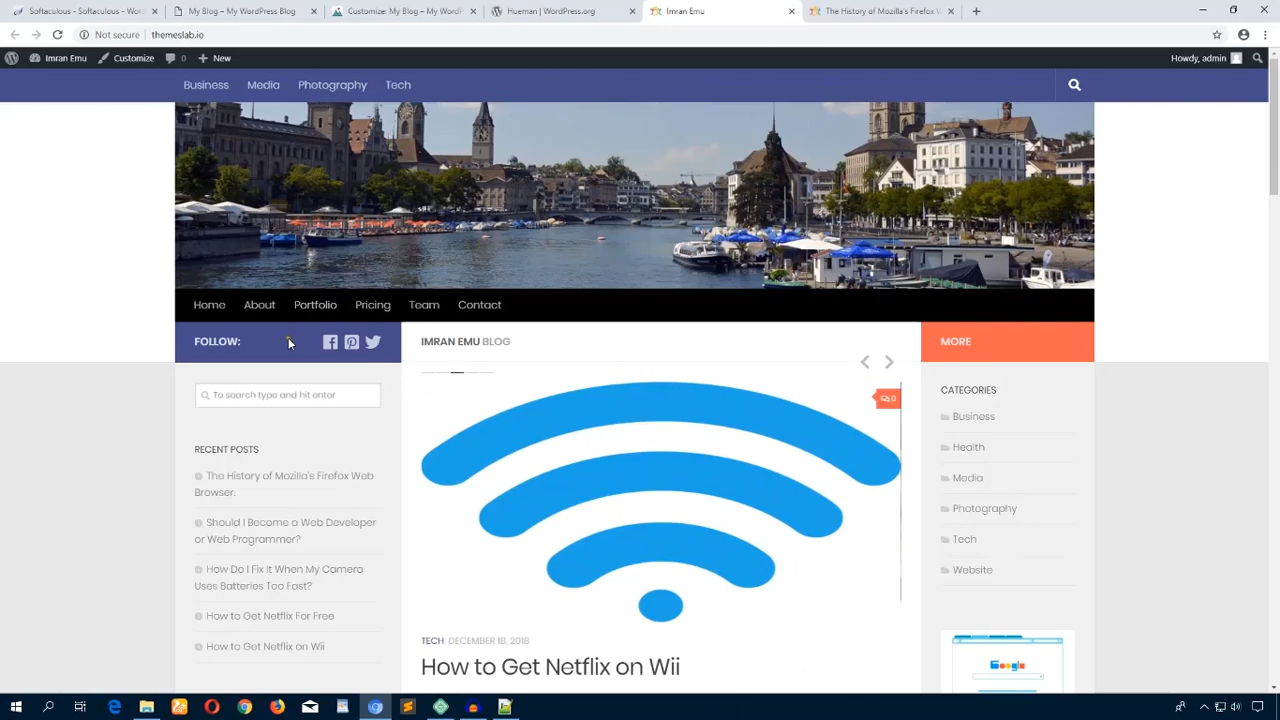 Softaculous - Softaculous - W
My Blog – My WordPress Blog
Customize: My Blog – My WordP
Hueman | WordPress.org
Imran Emu
The History of Mozilla's Firefox W
Not secure | themeslab.io
Imran Emu
Customize
0
New
Howdy, admin
Business
Media
Photography
Tech
Home
About
Portfolio
Pricing
Team
Contact
FOLLOW:
IMRAN EMU BLOG
MORE
To search type and hit enter
0
CATEGORIES
Business
Health
Media
Photography
Tech
Website
RECENT POSTS
The History of Mozilla's Firefox Web
Browser.
Should I Become a Web Developer
or Web Programmer?
How Do I Fix It When My Camera
Uses Batteries Too Fast?
How to Get Netflix For Free
How to Get Netflix on Wii
TECH DECEMBER 18, 2018
How to Get Netflix on Wii
Google